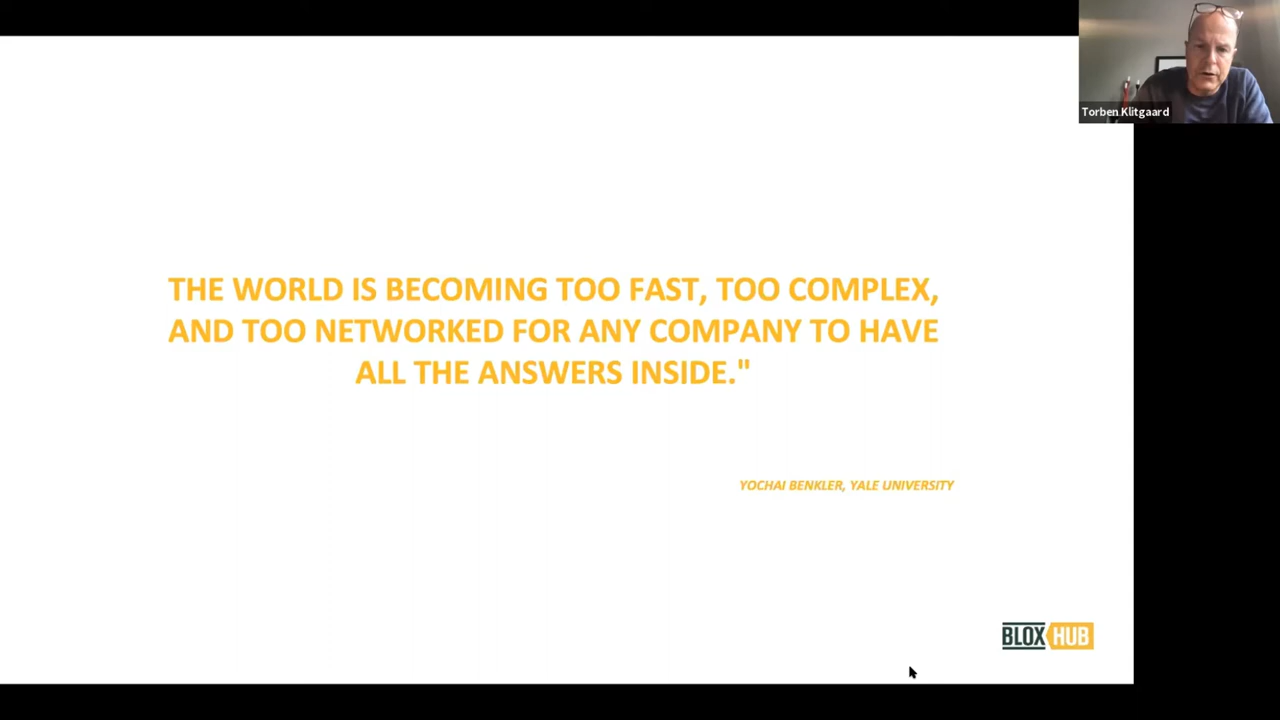 Torben Klitgaard
THE WORLD IS BECOMING TOO FAST, TOO COMPLEX,
AND TOO NETWORKED FOR ANY COMPANY TO HAVE
ALL THE ANSWERS INSIDE."
YOCHAI BENKLER, YALE UNIVERSITY
BLOX HUB